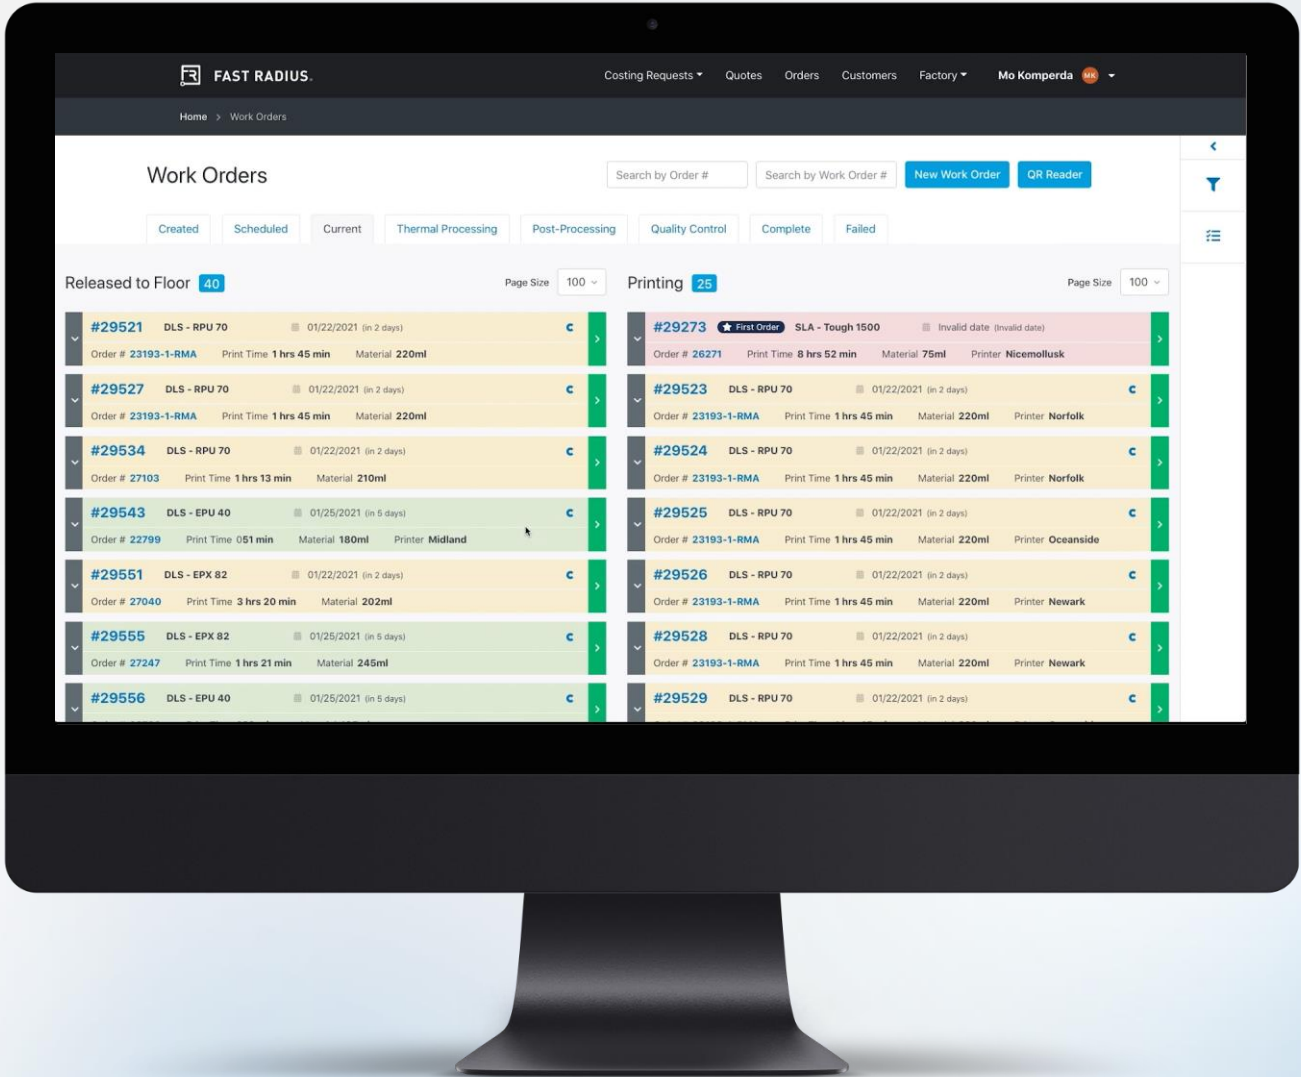 FAST RADIUS.
Costing Requests Quotes Orders Customers Factory Mo Komperda MK
Home > Work Orders
Work Orders
Search by Order # Search by Work Order # New Work Order QR Reader
Created Scheduled Current Thermal Processing Post-Processing Quality Control Complete Failed
Released to Floor 40 Page Size 100
#29521 DLS - RPU 70 01/22/2021 (in 2 days) C
Order # 23193-1-RMA Print Time 1 hrs 45 min Material 220ml
#29527 DLS - RPU 70 01/22/2021 (in 2 days) C
Order # 23193-1-RMA Print Time 1 hrs 45 min Material 220ml
#29534 DLS - RPU 70 01/22/2021 (in 2 days) C
Order # 27103 Print Time 1 hrs 13 min Material 210ml
#29543 DLS - EPU 40 01/25/2021 (in 5 days) C
Order # 22799 Print Time 051 min Material 180ml Printer Midland
#29551 DLS - EPX 82 01/22/2021 (in 2 days) C
Order # 27040 Print Time 3 hrs 20 min Material 202ml
#29555 DLS - EPX 82 01/25/2021 (in 5 days) C
Order # 27247 Print Time 1 hrs 21 min Material 245ml
#29556 DLS - EPU 40 01/25/2021 (in 5 days) C
Printing 25 Page Size 100
#29273 First Order SLA - Tough 1500 Invalid date (Invalid date)
Order # 26271 Print Time 8 hrs 52 min Material 75ml Printer Nicemollusk
#29523 DLS - RPU 70 01/22/2021 (in 2 days) C
Order # 23193-1-RMA Print Time 1 hrs 45 min Material 220ml Printer Norfolk
#29524 DLS - RPU 70 01/22/2021 (in 2 days) C
Order # 23193-1-RMA Print Time 1 hrs 45 min Material 220ml Printer Norfolk
#29525 DLS - RPU 70 01/22/2021 (in 2 days) C
Order # 23193-1-RMA Print Time 1 hrs 45 min Material 220ml Printer Oceanside
#29526 DLS - RPU 70 01/22/2021 (in 2 days) C
Order # 23193-1-RMA Print Time 1 hrs 45 min Material 220ml Printer Newark
#29528 DLS - RPU 70 01/22/2021 (in 2 days) C
Order # 23193-1-RMA Print Time 1 hrs 45 min Material 220ml Printer Newark
#29529 DLS - RPU 70 01/22/2021 (in 2 days) C